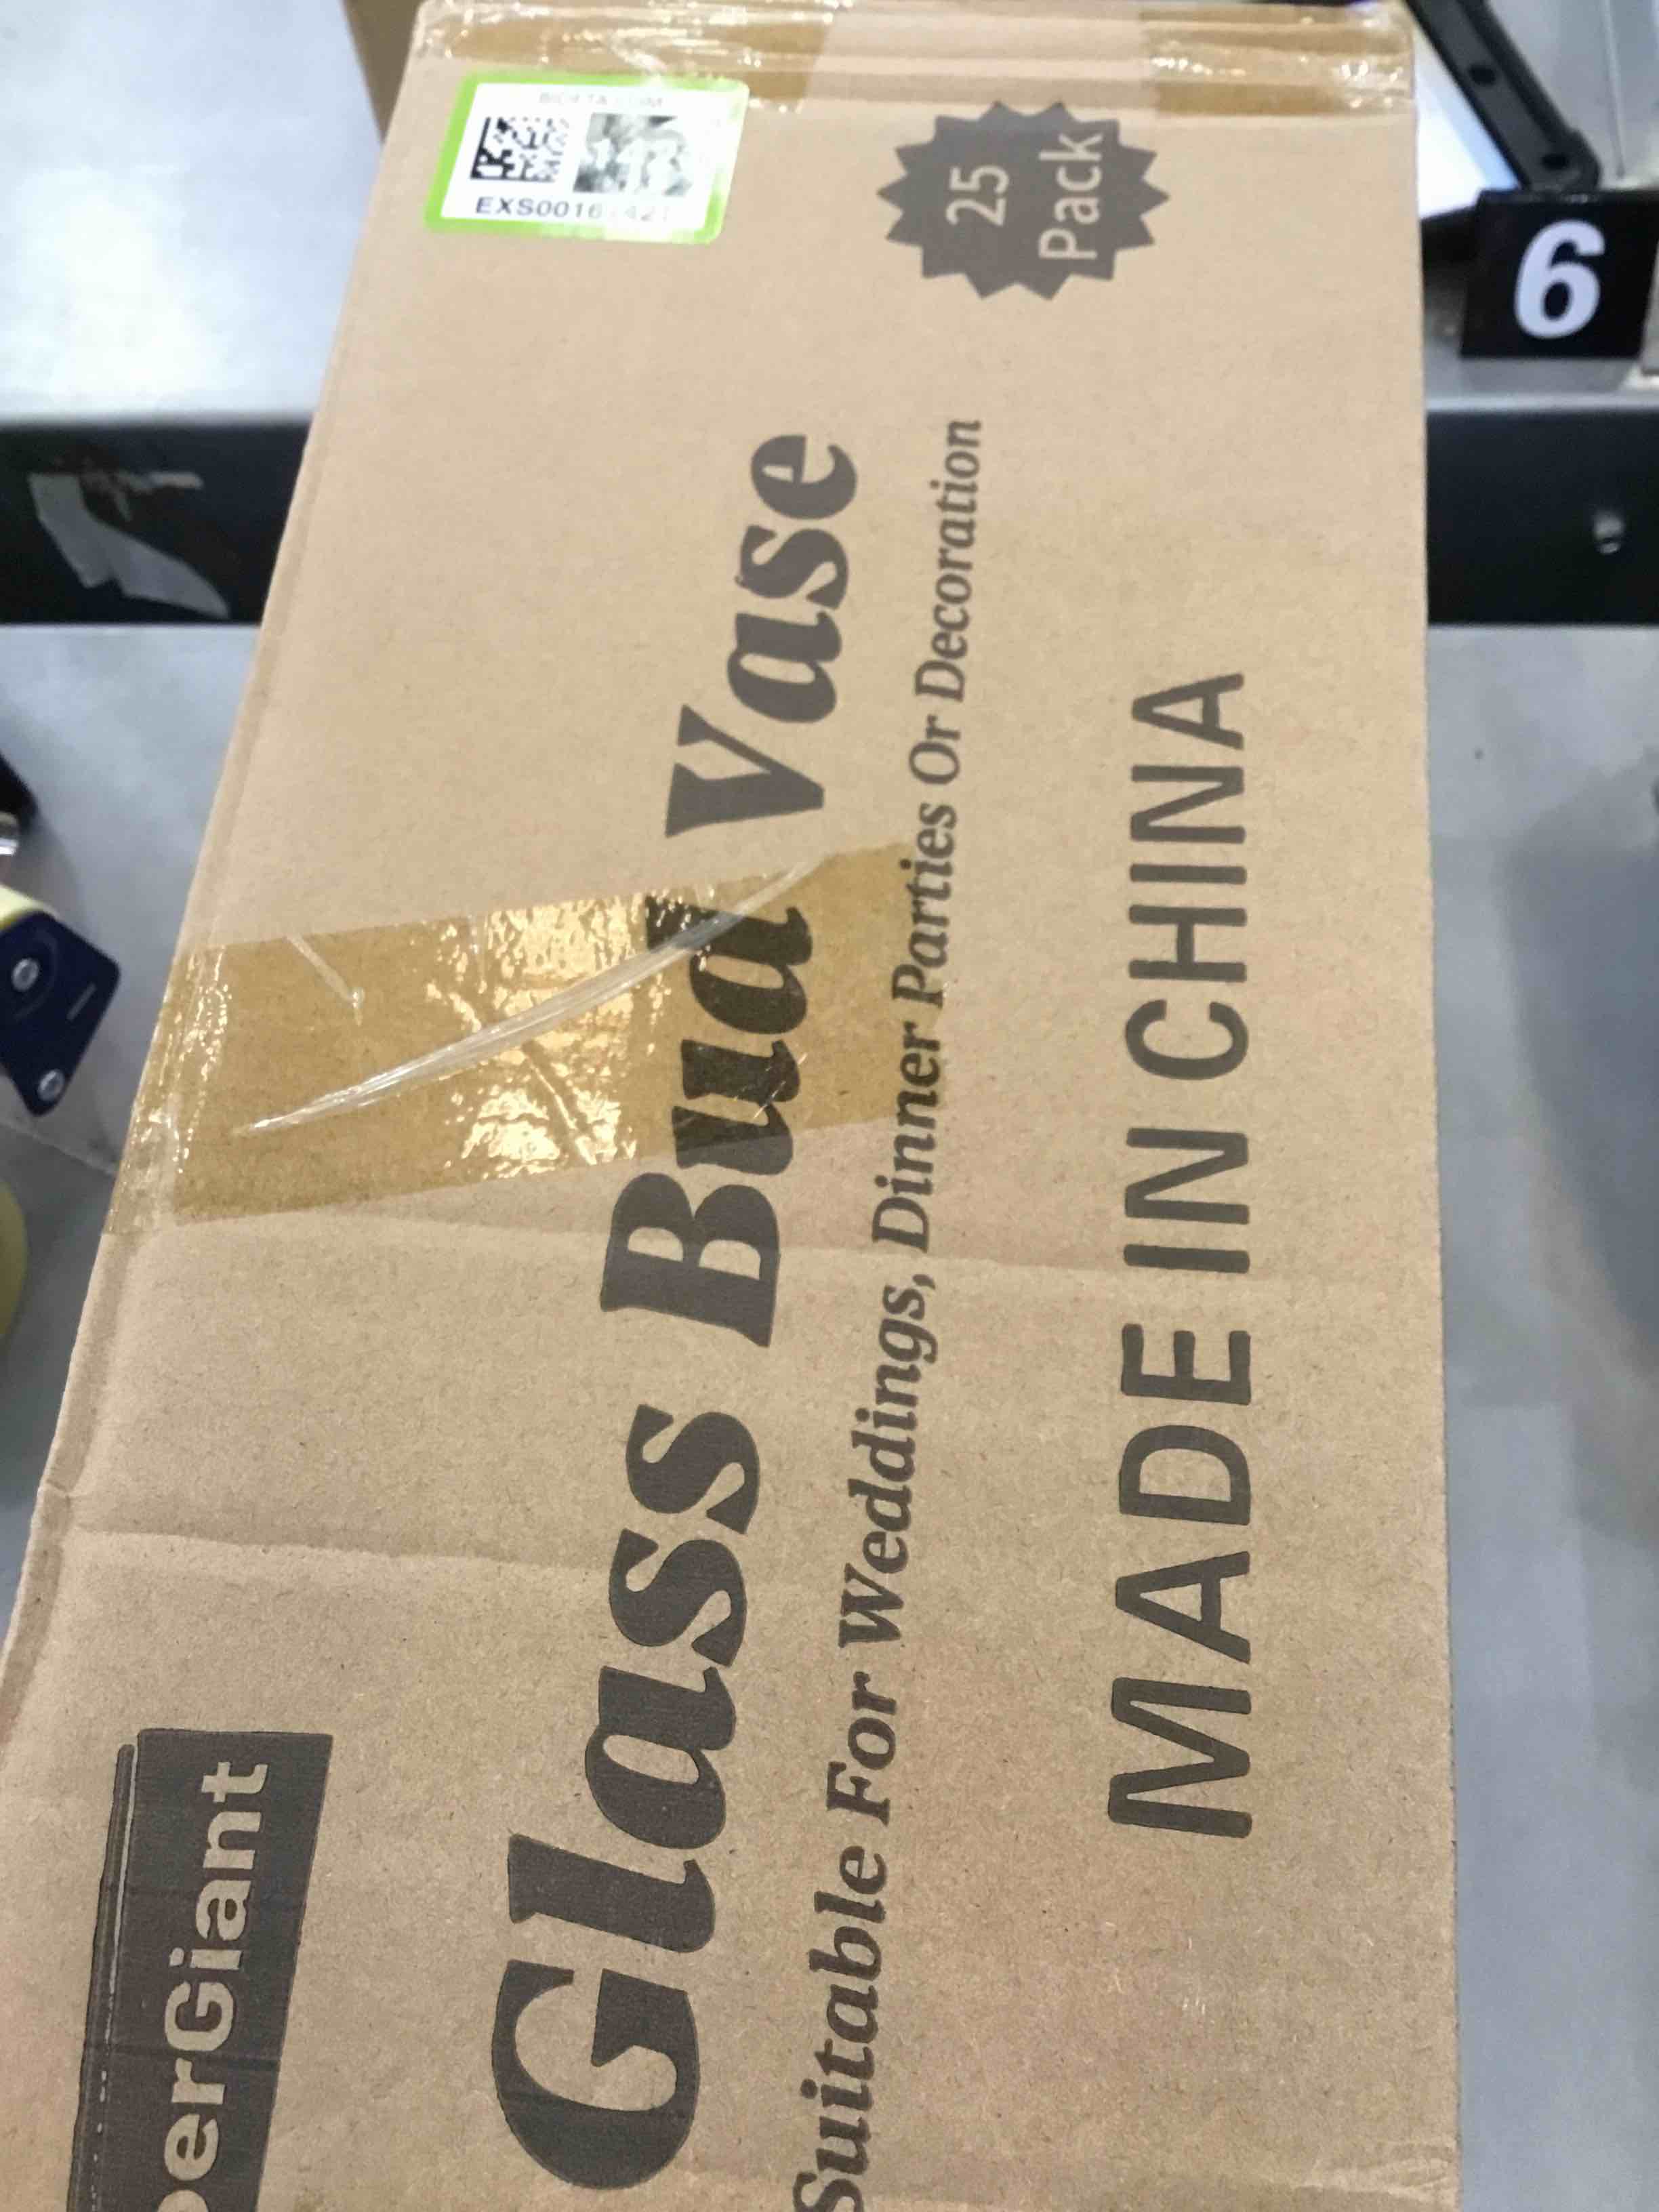 25
Pack
Glass Bud Vase
Suitable For Weddings, Dinner Parties Or Decoration
MADE IN CHINA
6